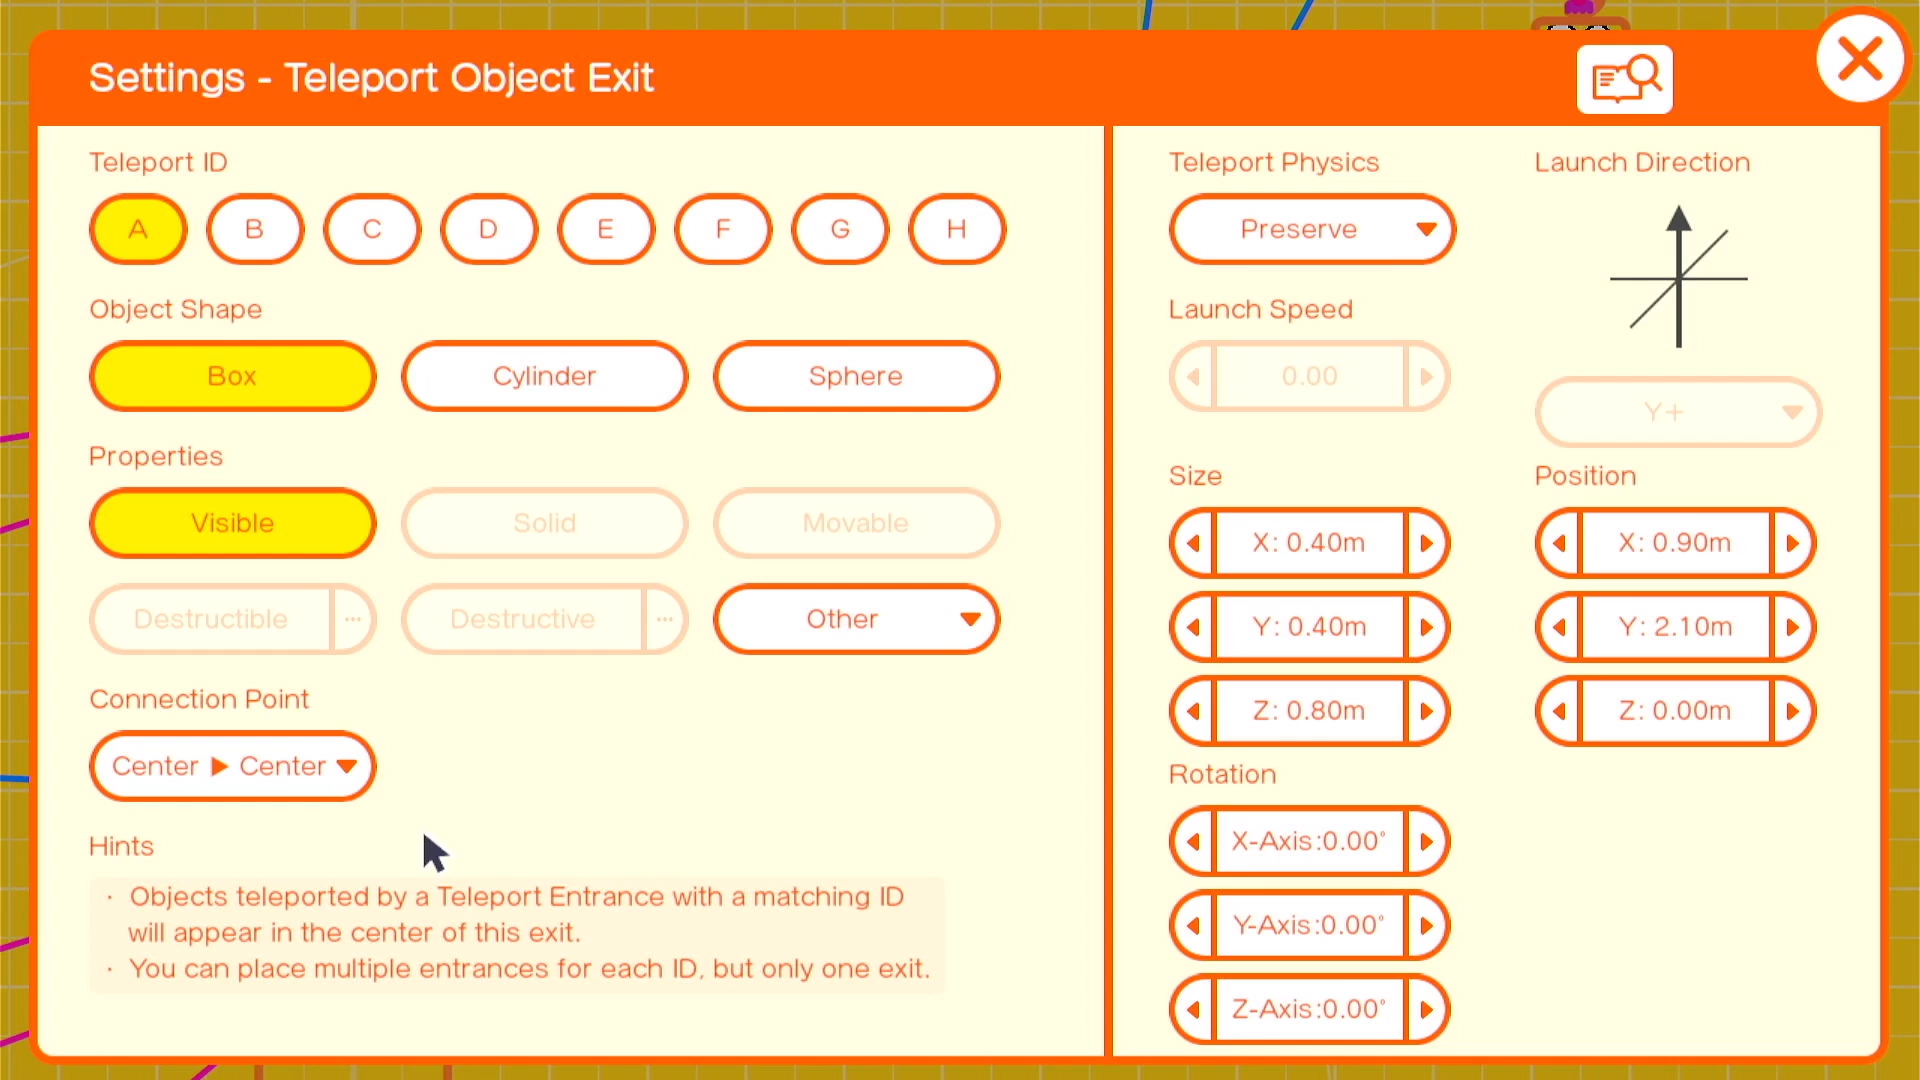 Settings - Teleport Object Exit
Teleport ID
A B C D E F G H
Object Shape
Box Cylinder Sphere
Properties
Visible Solid Movable
Destructible ... Destructive ... Other
Connection Point
Center ▶ Center
Hints
· Objects teleported by a Teleport Entrance with a matching ID
will appear in the center of this exit.
· You can place multiple entrances for each ID, but only one exit.
Teleport Physics
Preserve
Launch Speed
0.00
Launch Direction
Y+
Size
X: 0.40m
Y: 0.40m
Z: 0.80m
Position
X: 0.90m
Y: 2.10m
Z: 0.00m
Rotation
X-Axis:0.00°
Y-Axis:0.00°
Z-Axis:0.00°